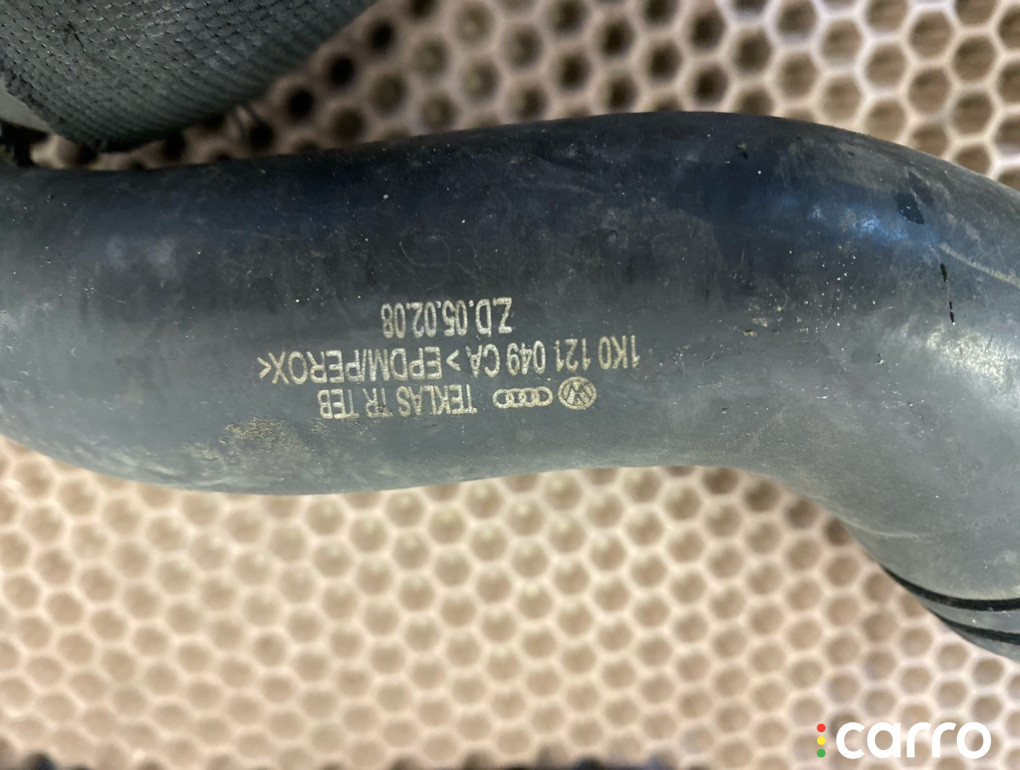 TEKLAS TR TEB
1K0 121 049 CA >EPDM/PEROX<
Z.D.05.02.08
carro